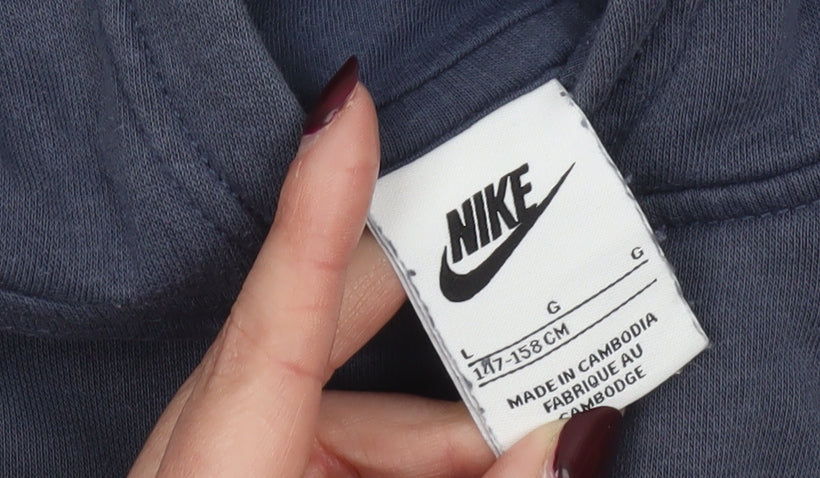 NIKE
L G G
147-158 CM
MADE IN CAMBODIA
FABRIQUE AU
CAMBODGE